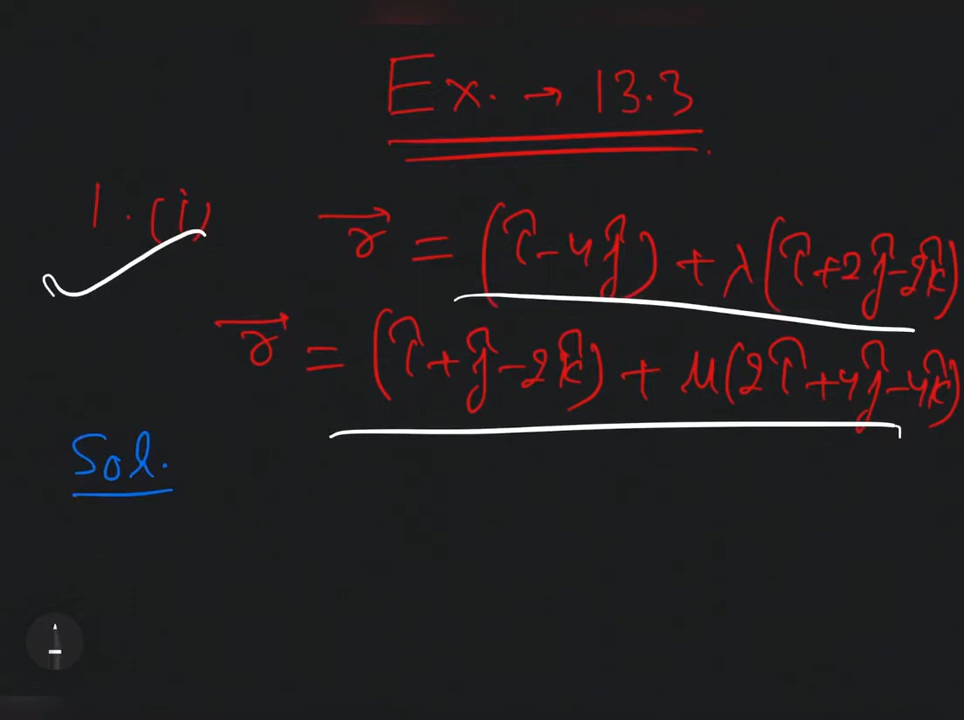 Ex. → 13.3
1. (i) r⃗ = (î - 4ĵ) + λ(î + 2ĵ - 2k̂)
r⃗ = (î + ĵ - 2k̂) + μ(2î + 4ĵ - 4k̂)
Sol.